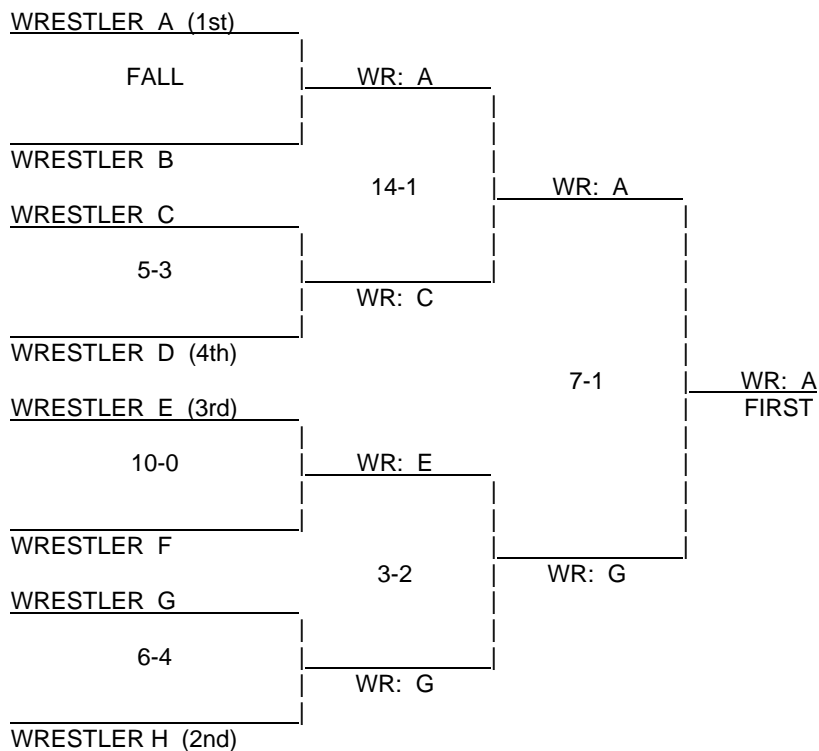 WRESTLER A (1st)
FALL
WR: A
WRESTLER B
14-1
WR: A
WRESTLER C
5-3
WR: C
WRESTLER D (4th)
7-1
WR: A
WRESTLER E (3rd)
FIRST
10-0
WR: E
WRESTLER F
3-2
WR: G
WRESTLER G
6-4
WR: G
WRESTLER H (2nd)